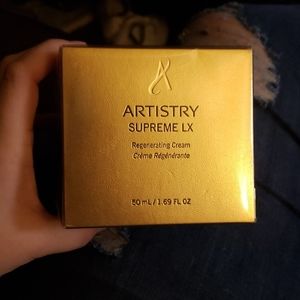 ARTISTRY
SUPREME LX
Regenerating Cream
Crème Régénérante
50 mL / 1.69 FL OZ